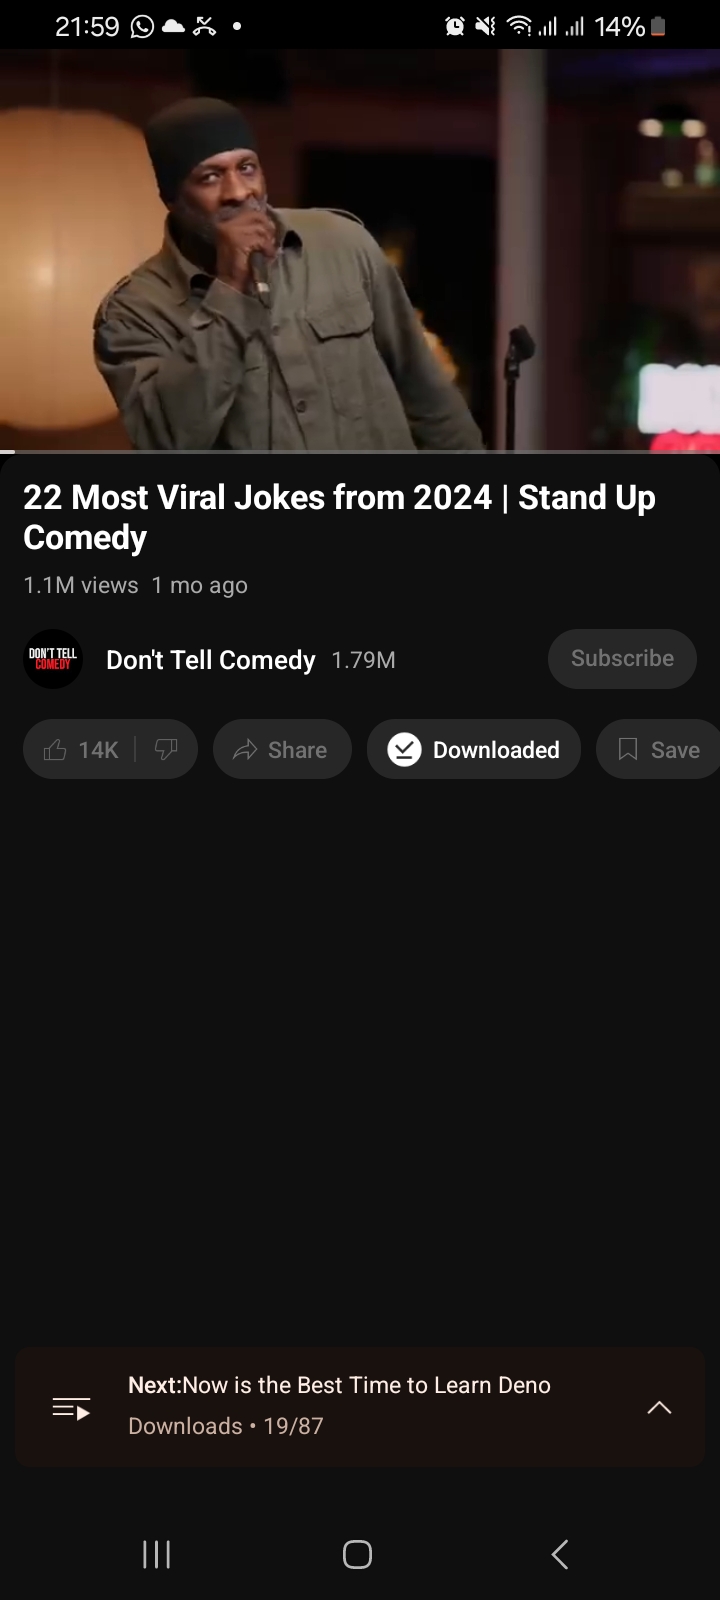 21:59
14%
22 Most Viral Jokes from 2024 | Stand Up
Comedy
1.1M views 1 mo ago
DON'T TELL
COMEDY
Don't Tell Comedy 1.79M
Subscribe
14K
Share
Downloaded
Save
Next:Now is the Best Time to Learn Deno
Downloads • 19/87